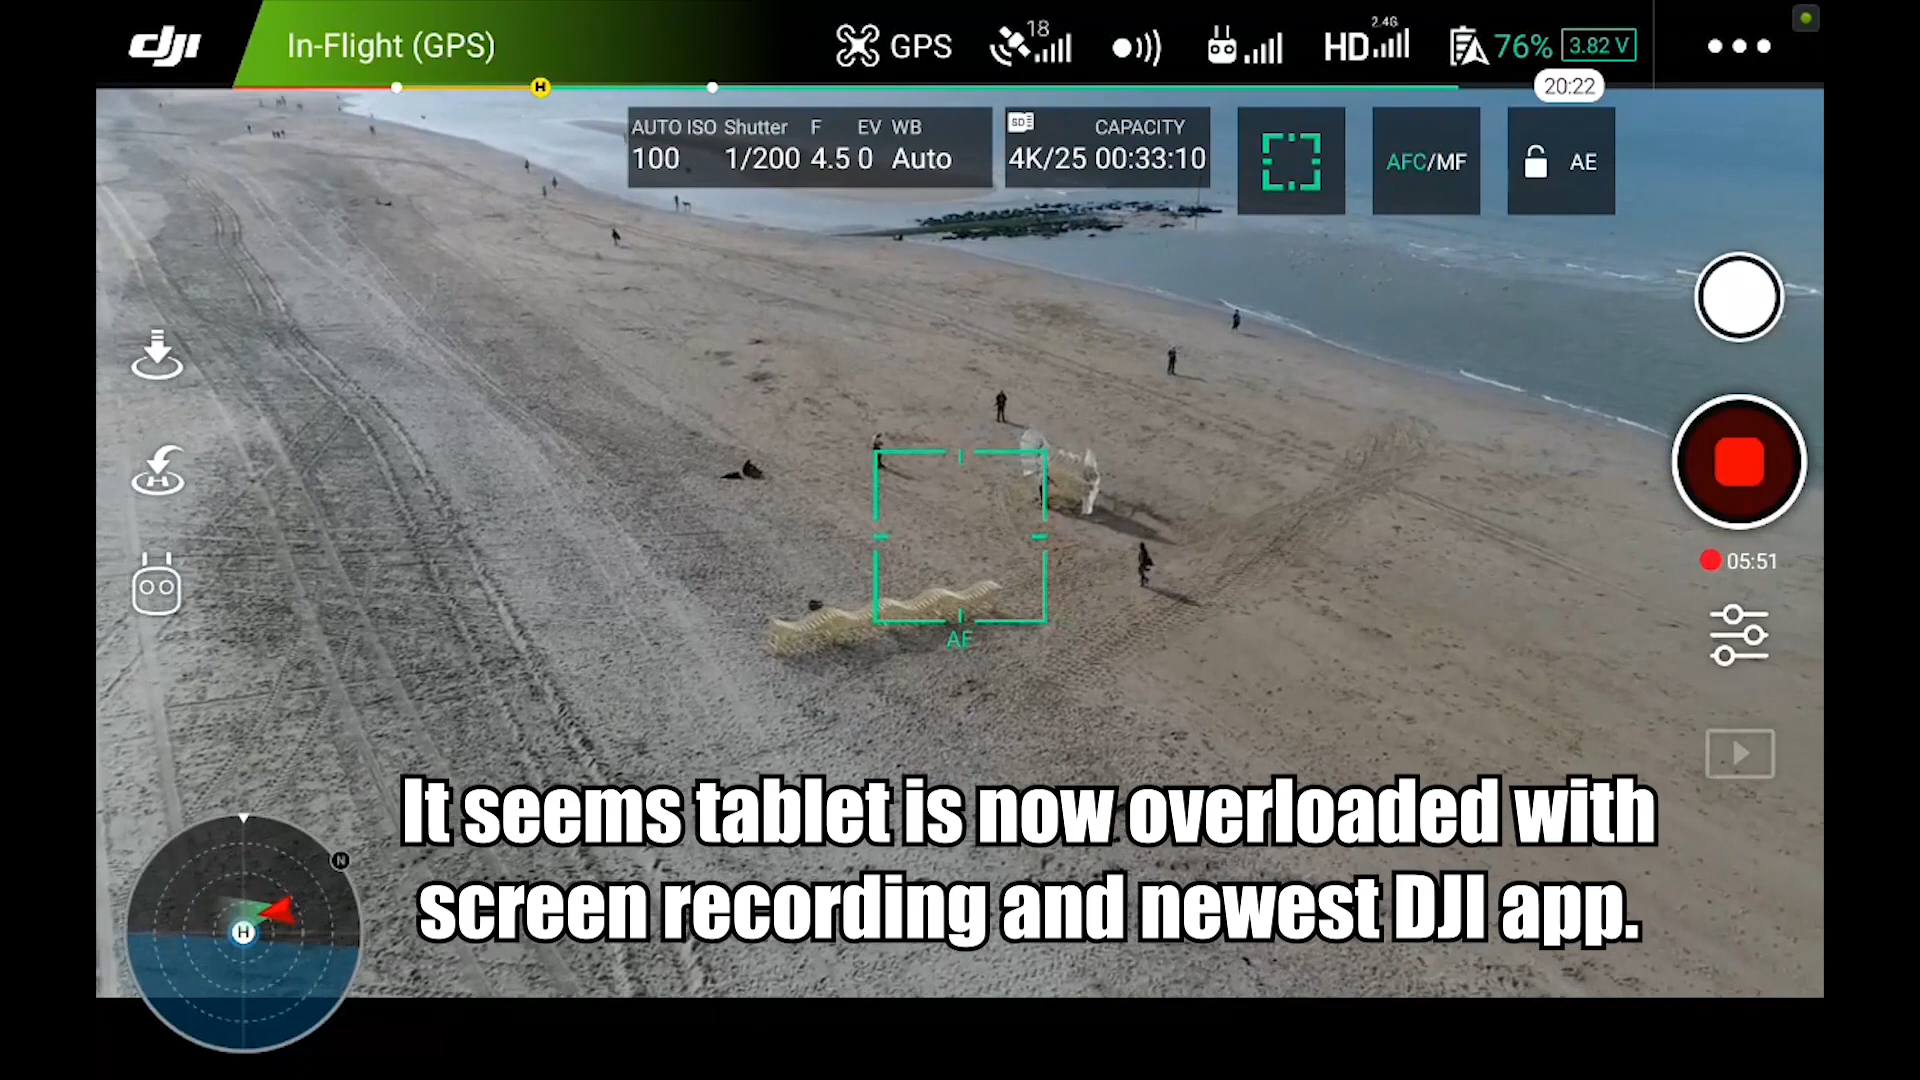 dji
In-Flight (GPS)
GPS
18
HD
2.4G
76%
3.82 V
H
20:22
AUTO ISO Shutter F EV WB
100 1/200 4.5 0 Auto
SD
CAPACITY
4K/25 00:33:10
AFC/MF
AE
H
05:51
AF
It seems tablet is now overloaded with
screen recording and newest DJI app.
N
H